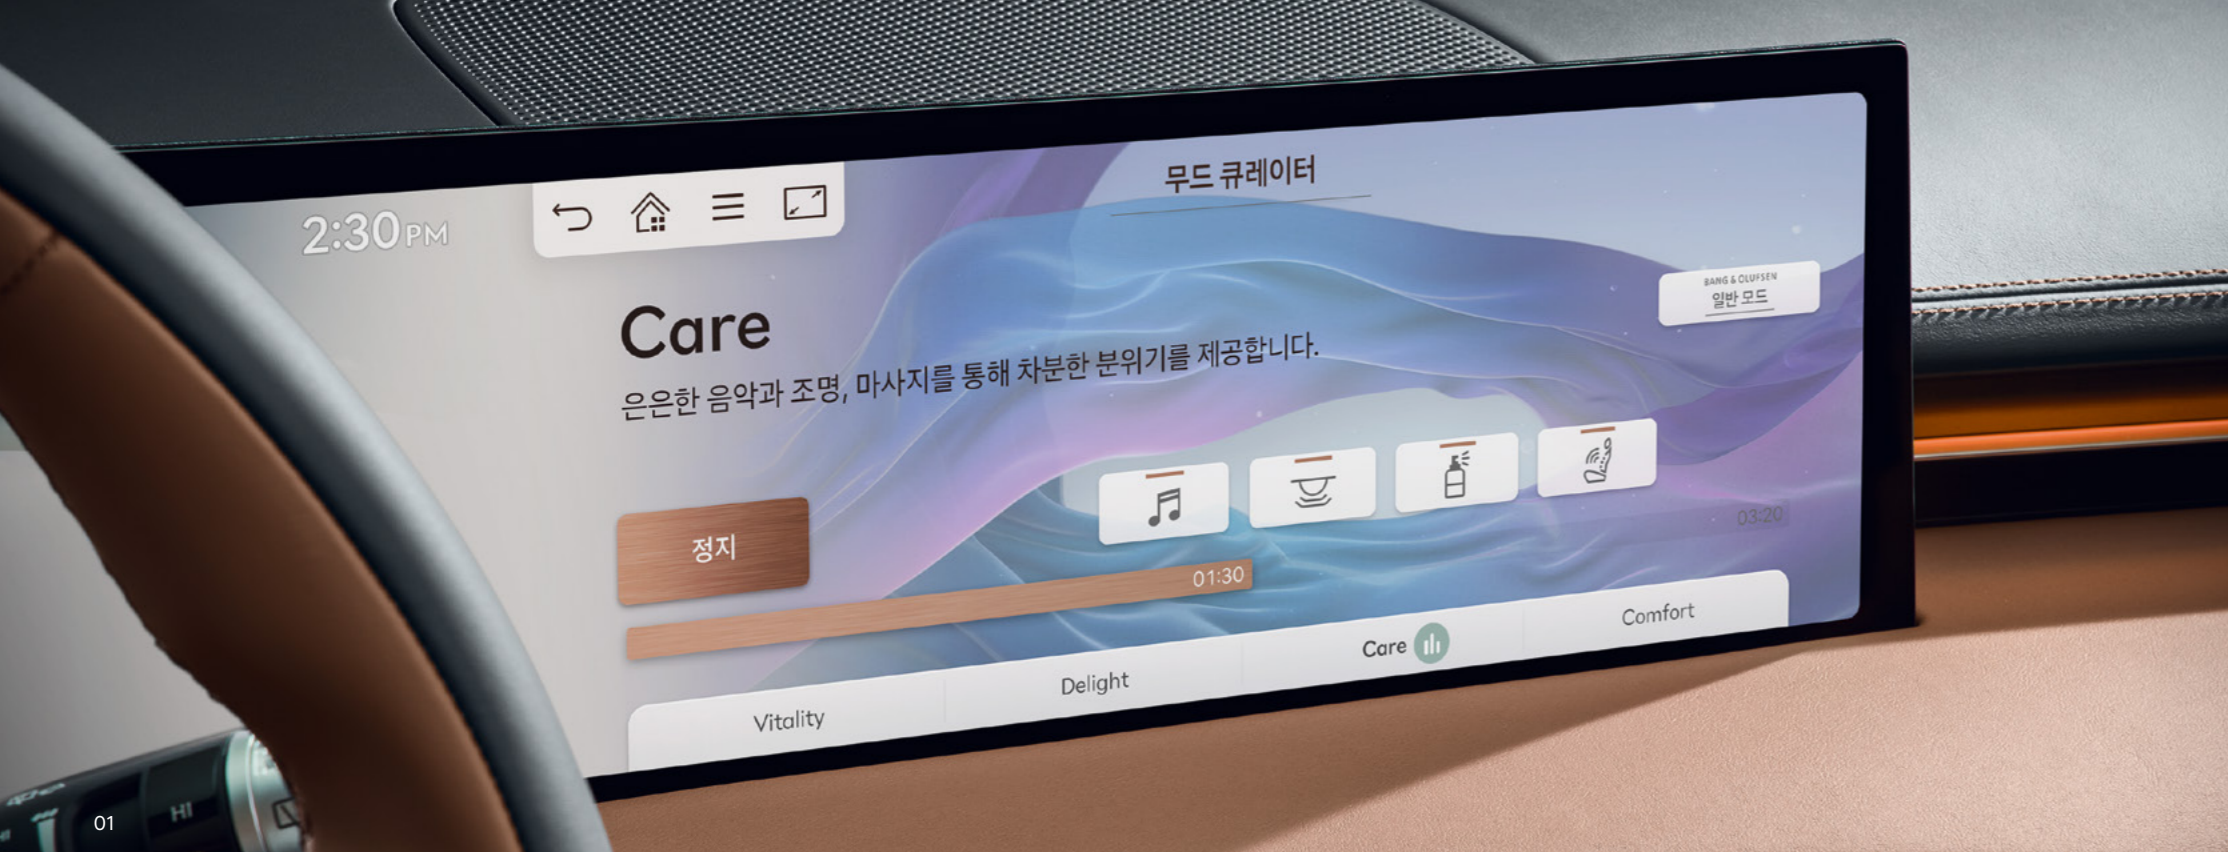 2:30 PM
무드 큐레이터
BANG & OLUFSEN
일반 모드
Care
은은한 음악과 조명, 마사지를 통해 차분한 분위기를 제공합니다.
정지
01:30
03:20
Vitality
Delight
Care
Comfort
HI
01